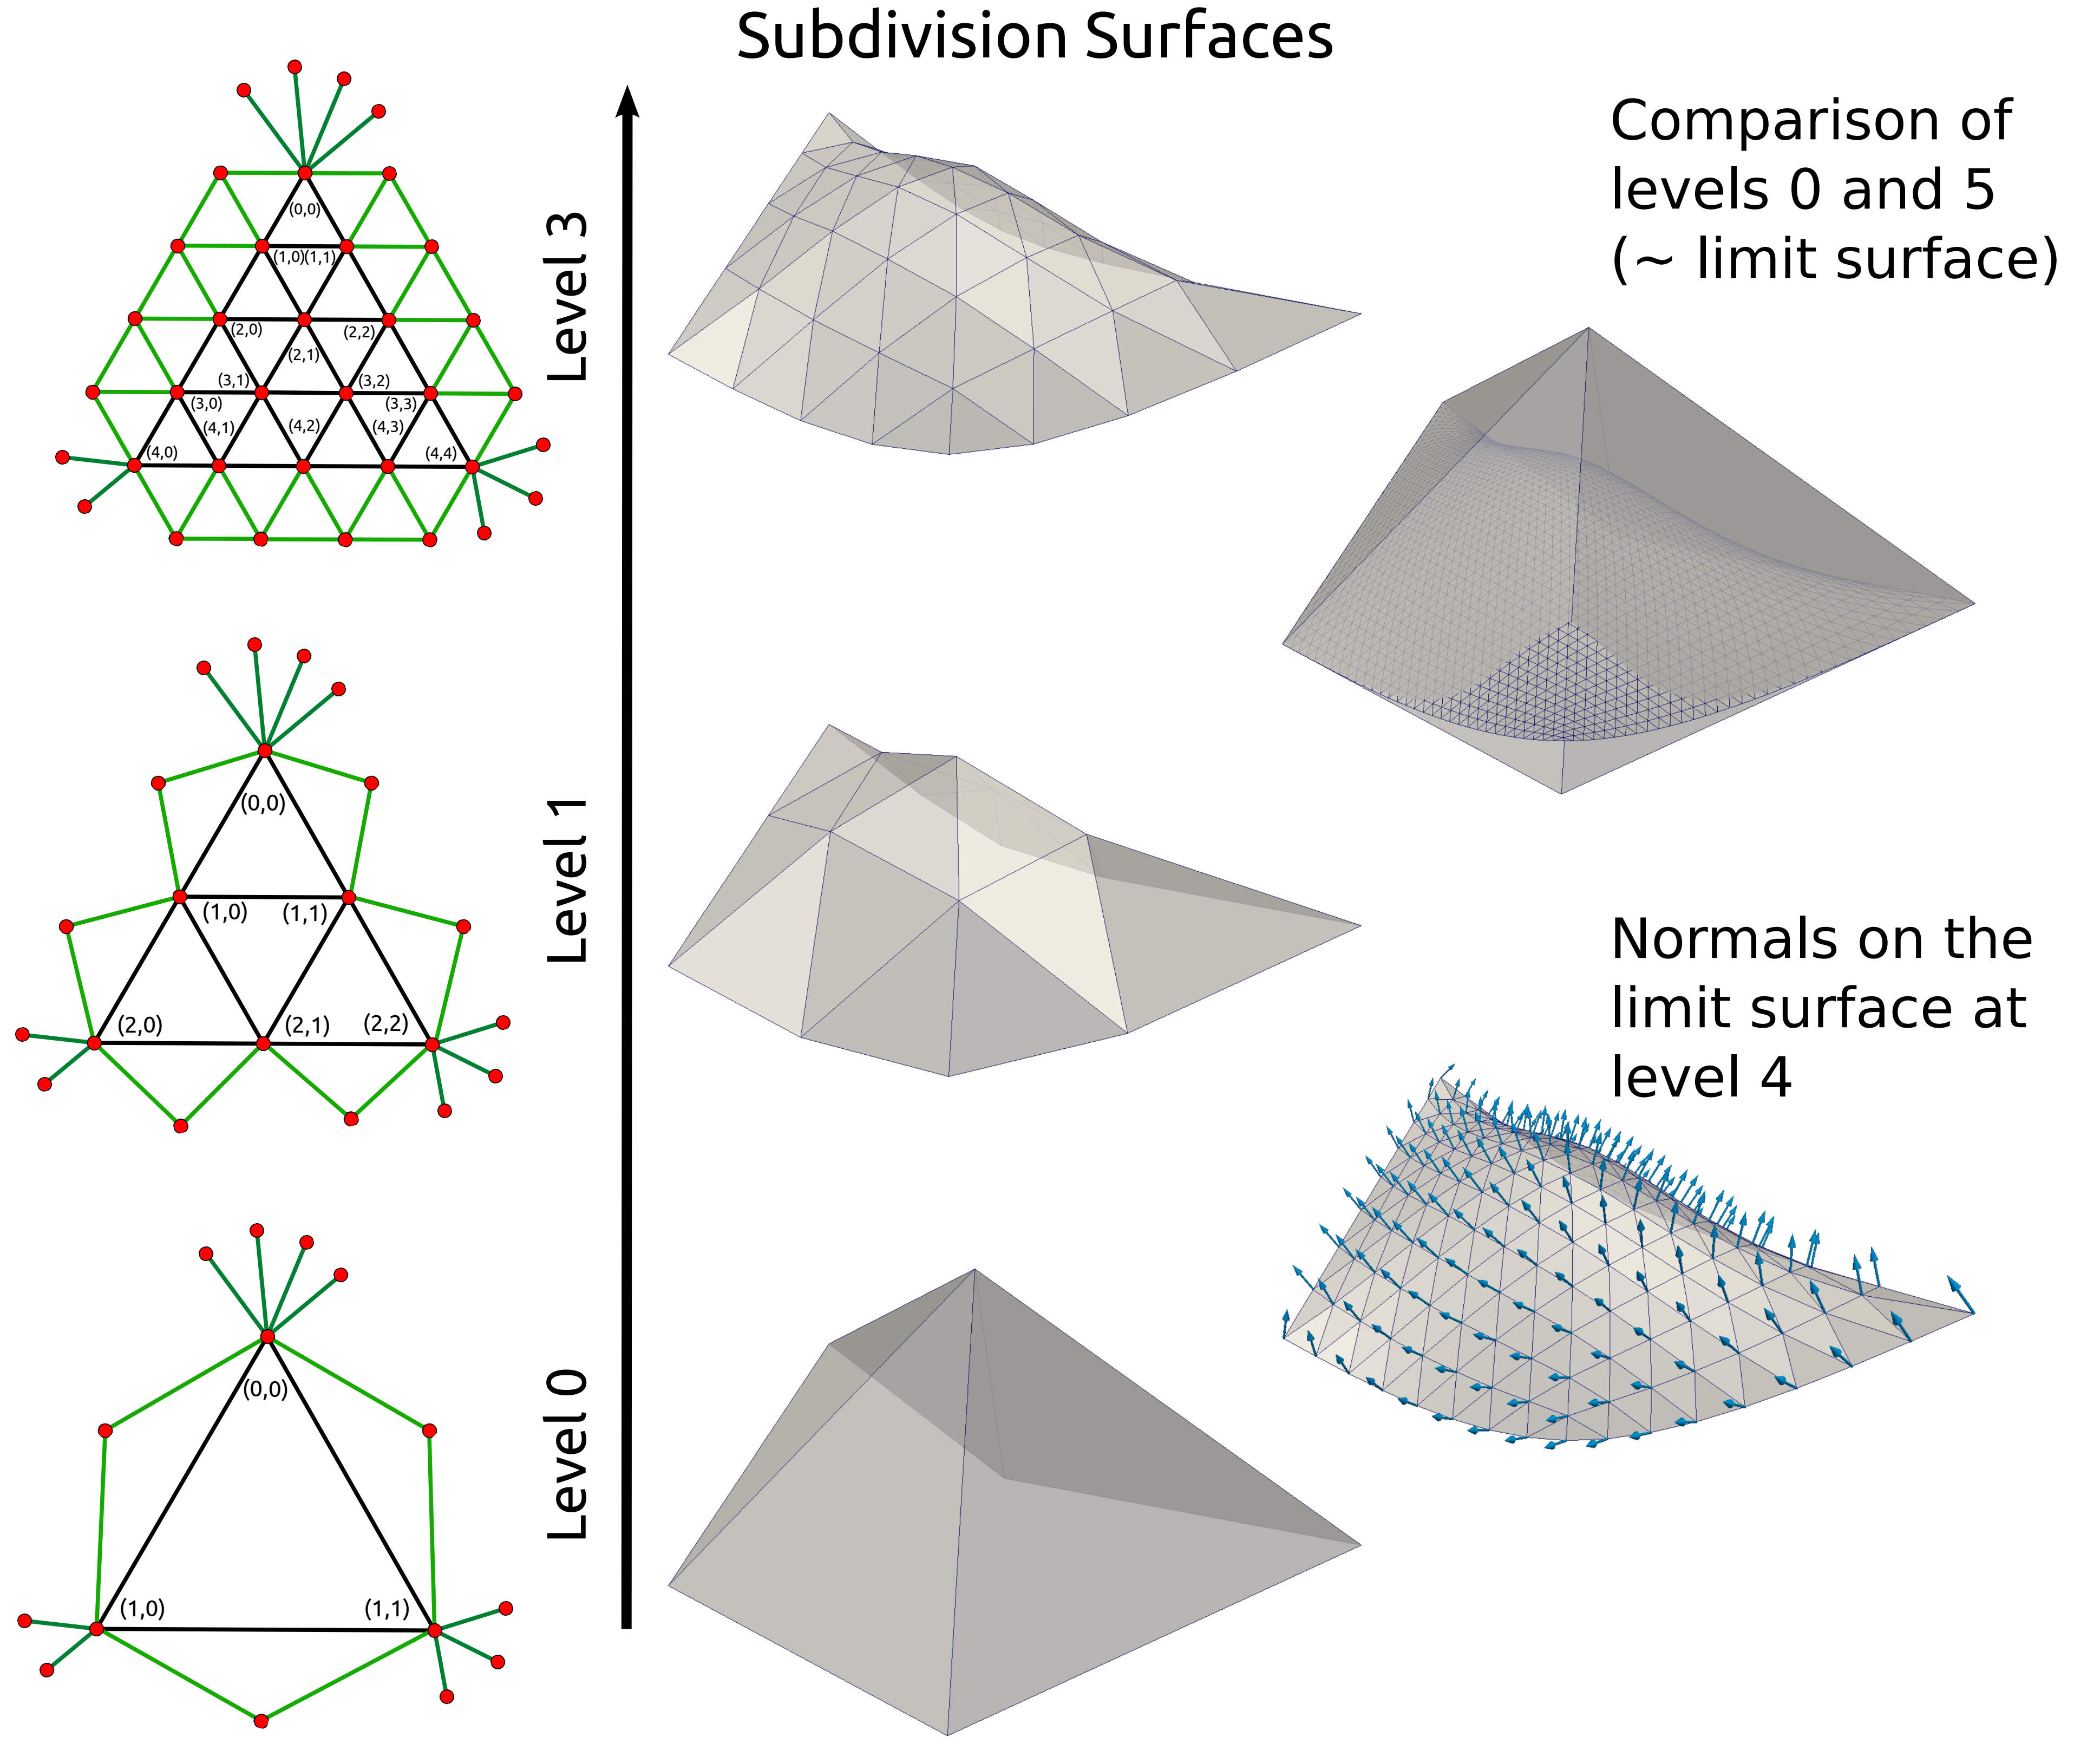 Subdivision Surfaces
Level 3
(0,0)
(1,0)(1,1)
(2,0)
(2,2)
(2,1)
(3,1)
(3,2)
(3,0)
(3,3)
(4,1)
(4,2)
(4,3)
(4,0)
(4,4)
Level 1
(0,0)
(1,0)
(1,1)
(2,0)
(2,1)
(2,2)
Level 0
(0,0)
(1,0)
(1,1)
Comparison of
levels 0 and 5
(~ limit surface)
Normals on the
limit surface at
level 4